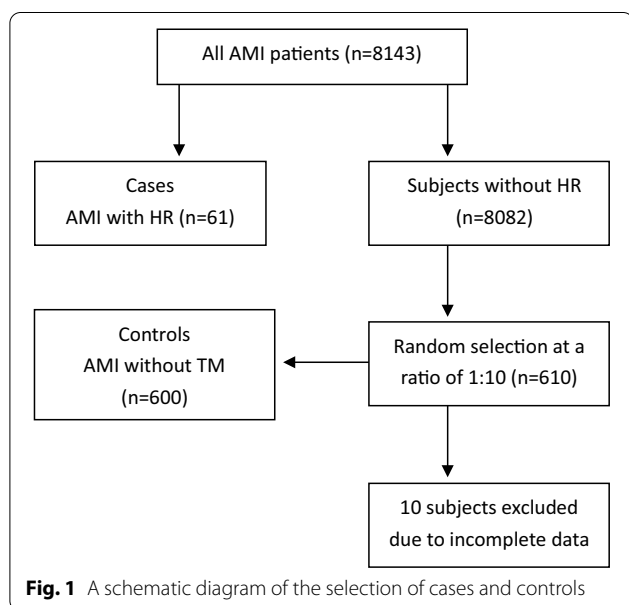 All AMI patients (n=8143)
Cases
AMI with HR (n=61)
Subjects without HR
(n=8082)
Controls
AMI without TM
(n=600)
Random selection at a
ratio of 1:10 (n=610)
10 subjects excluded
due to incomplete data
Fig. 1 A schematic diagram of the selection of cases and controls